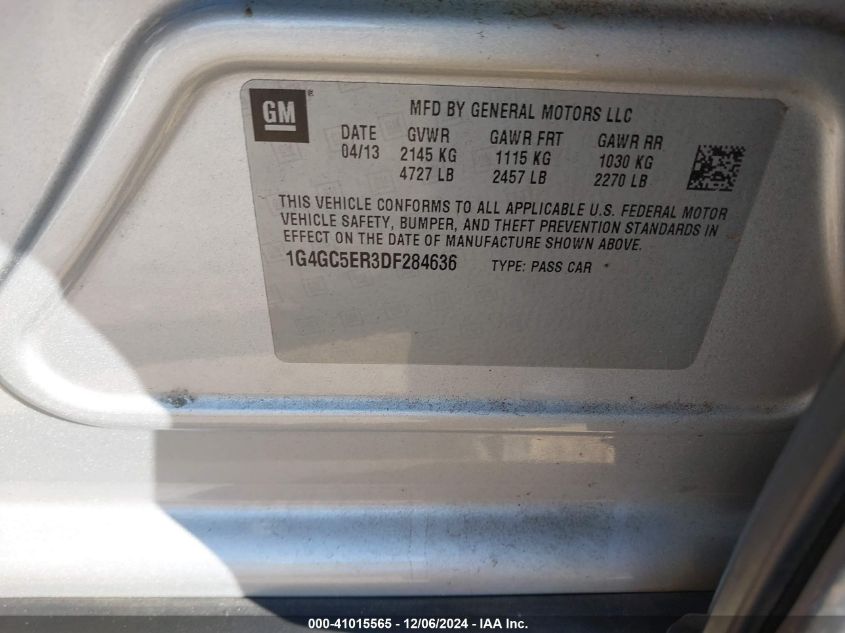 GM ®
MFD BY GENERAL MOTORS LLC
DATE GVWR GAWR FRT GAWR RR
04/13 2145 KG 1115 KG 1030 KG
4727 LB 2457 LB 2270 LB
THIS VEHICLE CONFORMS TO ALL APPLICABLE U.S. FEDERAL MOTOR
VEHICLE SAFETY, BUMPER, AND THEFT PREVENTION STANDARDS IN
EFFECT ON THE DATE OF MANUFACTURE SHOWN ABOVE.
1G4GC5ER3DF284636 TYPE: PASS CAR *
000-41015565 - 12/06/2024 - IAA Inc.